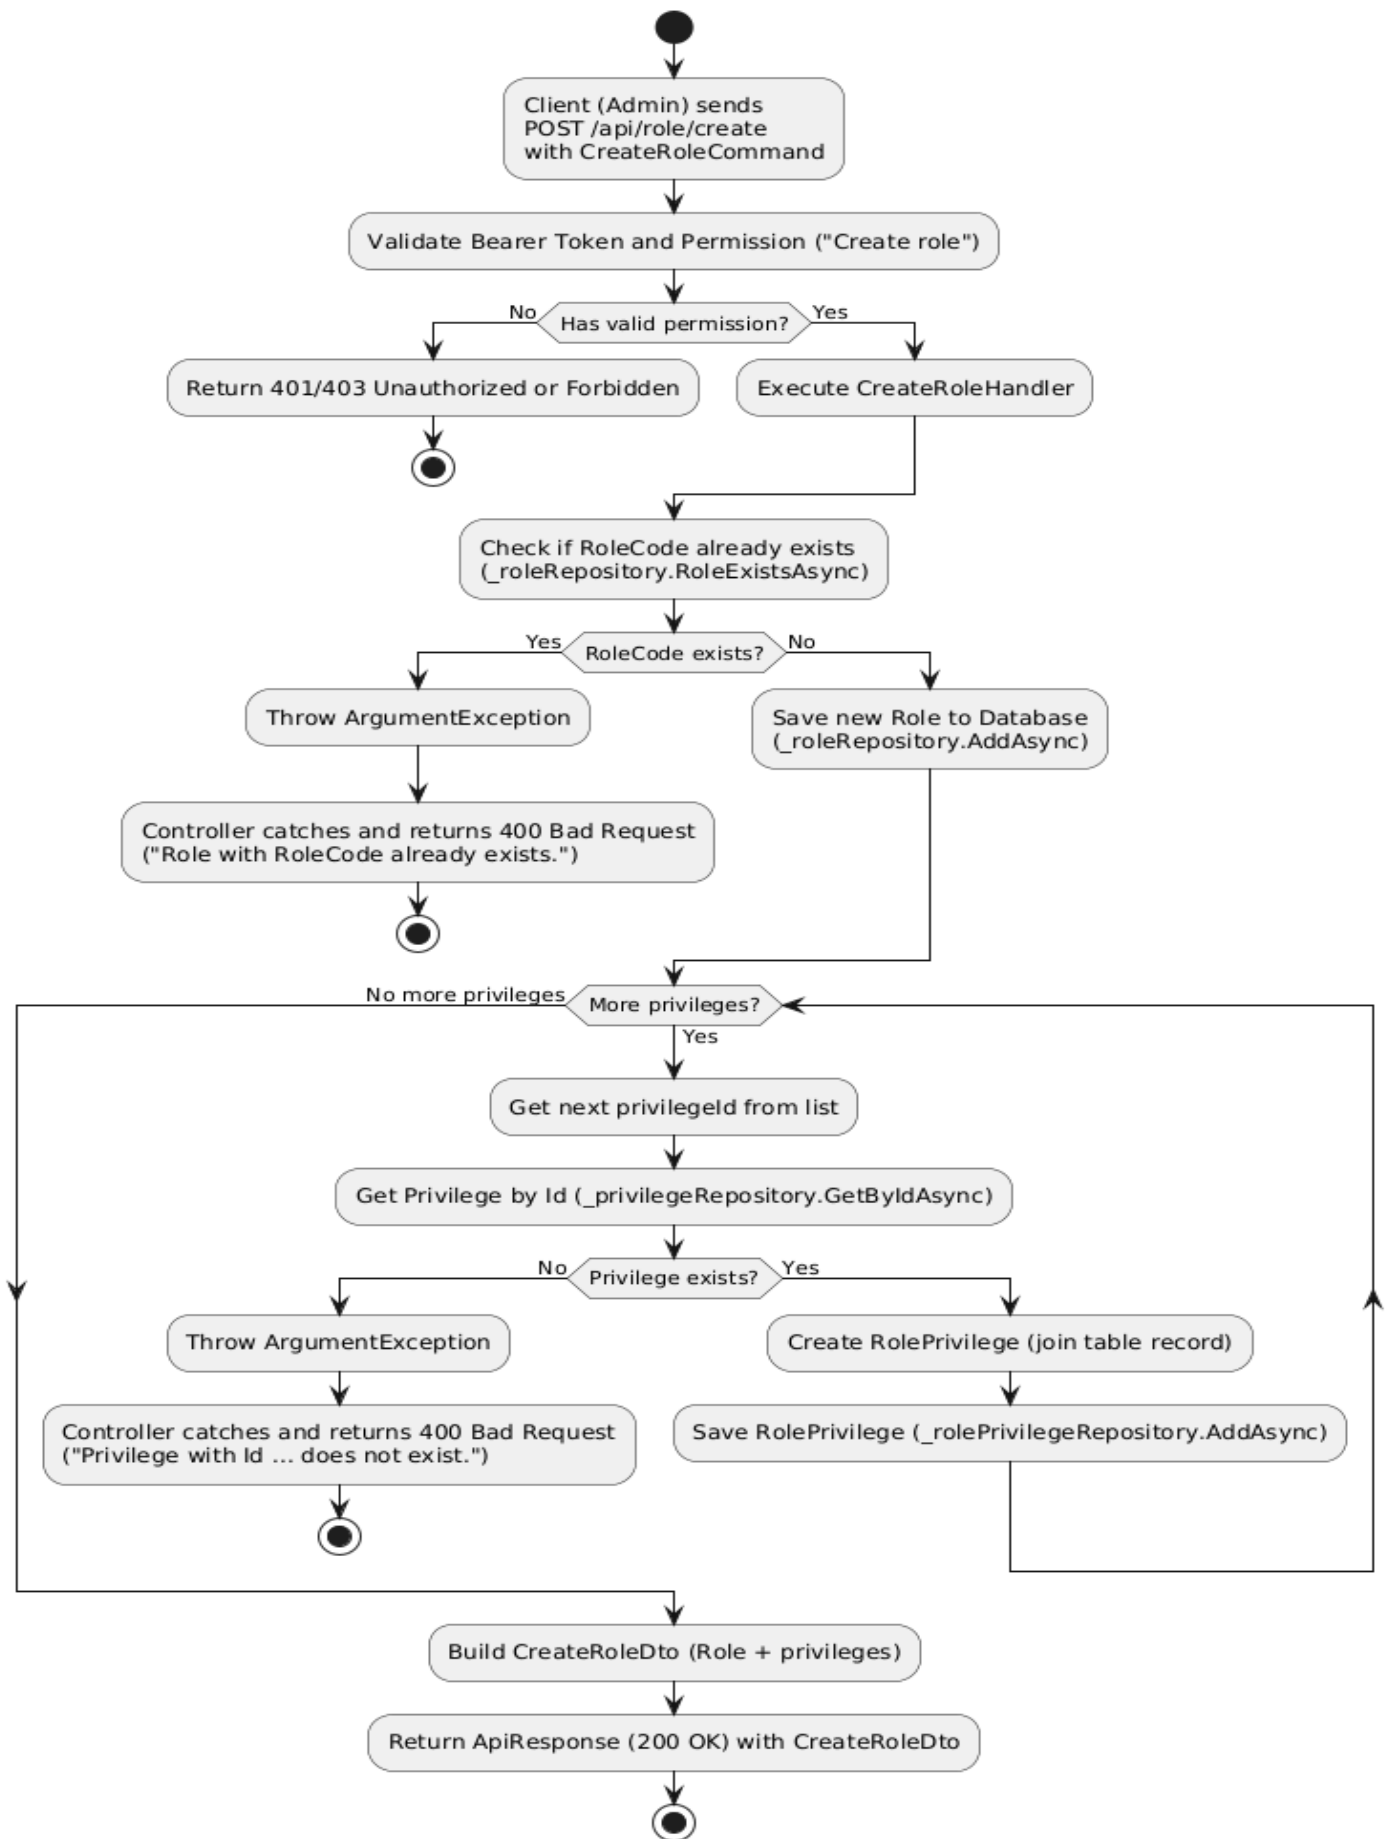 Client (Admin) sends
POST /api/role/create
with CreateRoleCommand
Validate Bearer Token and Permission ("Create role")
No
Has valid permission?
Yes
Return 401/403 Unauthorized or Forbidden
Execute CreateRoleHandler
Check if RoleCode already exists
(_roleRepository.RoleExistsAsync)
Yes
RoleCode exists?
No
Throw ArgumentException
Save new Role to Database
(_roleRepository.AddAsync)
Controller catches and returns 400 Bad Request
("Role with RoleCode already exists.")
No more privileges
More privileges?
Yes
Get next privilegeId from list
Get Privilege by Id (_privilegeRepository.GetByIdAsync)
No
Privilege exists?
Yes
Throw ArgumentException
Create RolePrivilege (join table record)
Controller catches and returns 400 Bad Request
("Privilege with Id ... does not exist.")
Save RolePrivilege (_rolePrivilegeRepository.AddAsync)
Build CreateRoleDto (Role + privileges)
Return ApiResponse (200 OK) with CreateRoleDto